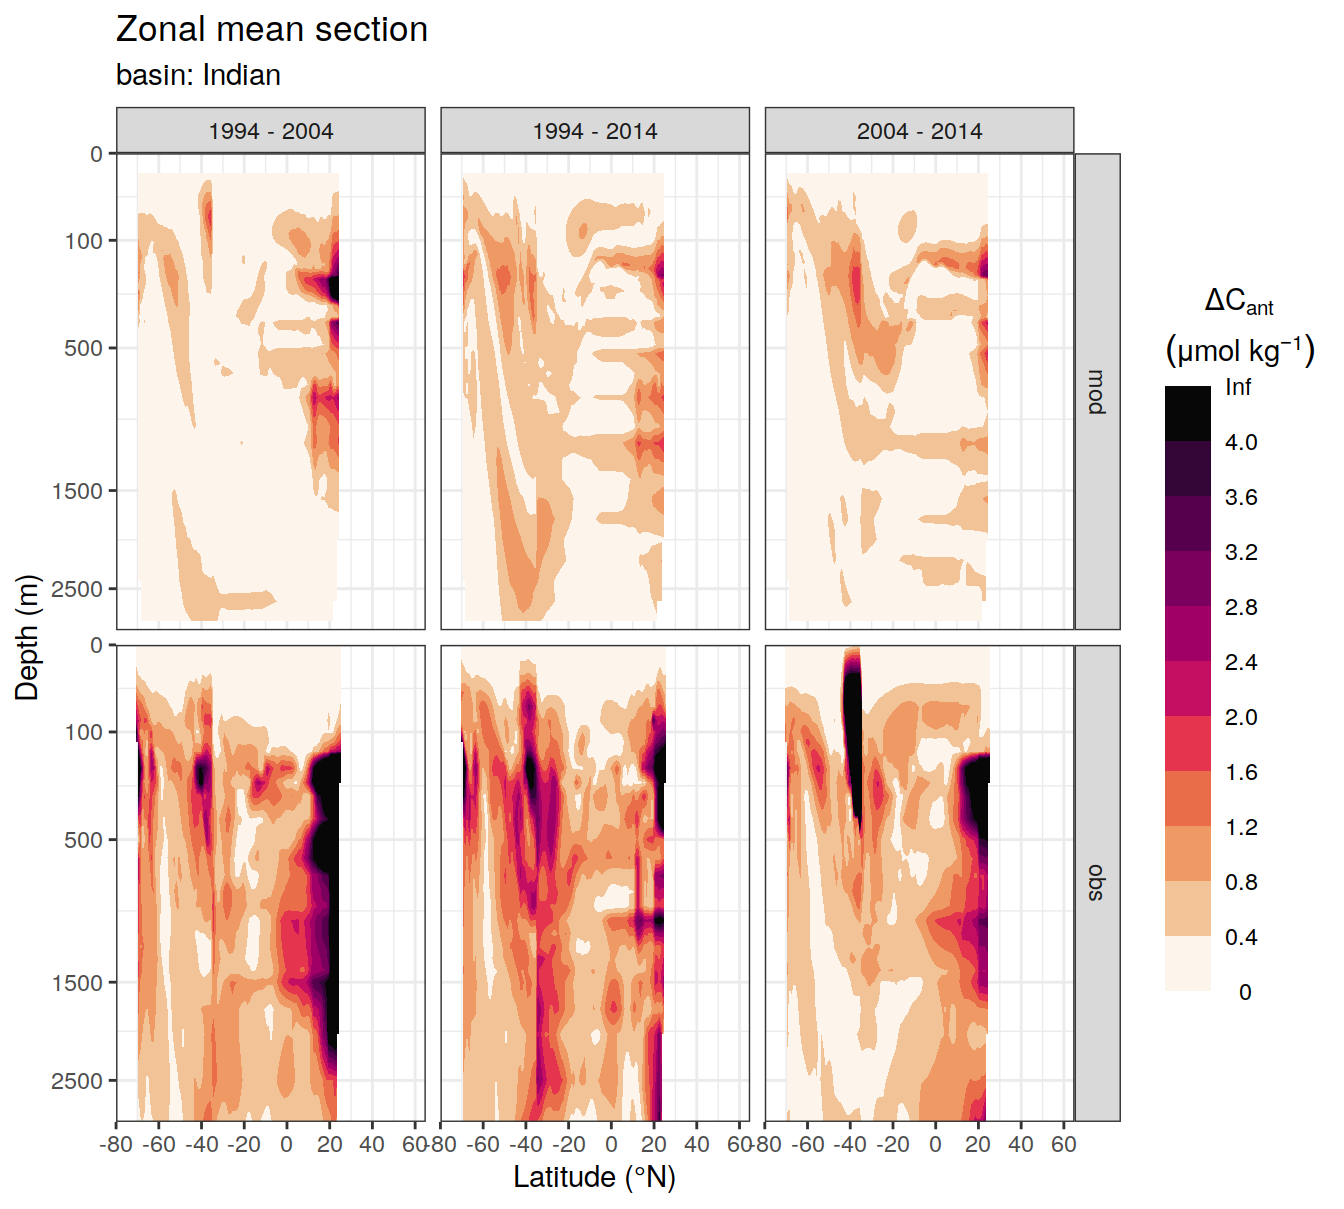 Zonal mean section
basin: Indian
1994 - 2004
1994 - 2014
2004 - 2014
0
100
500
1500
2500
mod
0
100
500
1500
2500
obs
-80 -60 -40 -20 0 20 40 60
-80 -60 -40 -20 0 20 40 60
-80 -60 -40 -20 0 20 40 60
Latitude (°N)
Depth (m)
ΔCant
(μmol kg⁻¹)
Inf
4.0
3.6
3.2
2.8
2.4
2.0
1.6
1.2
0.8
0.4
0